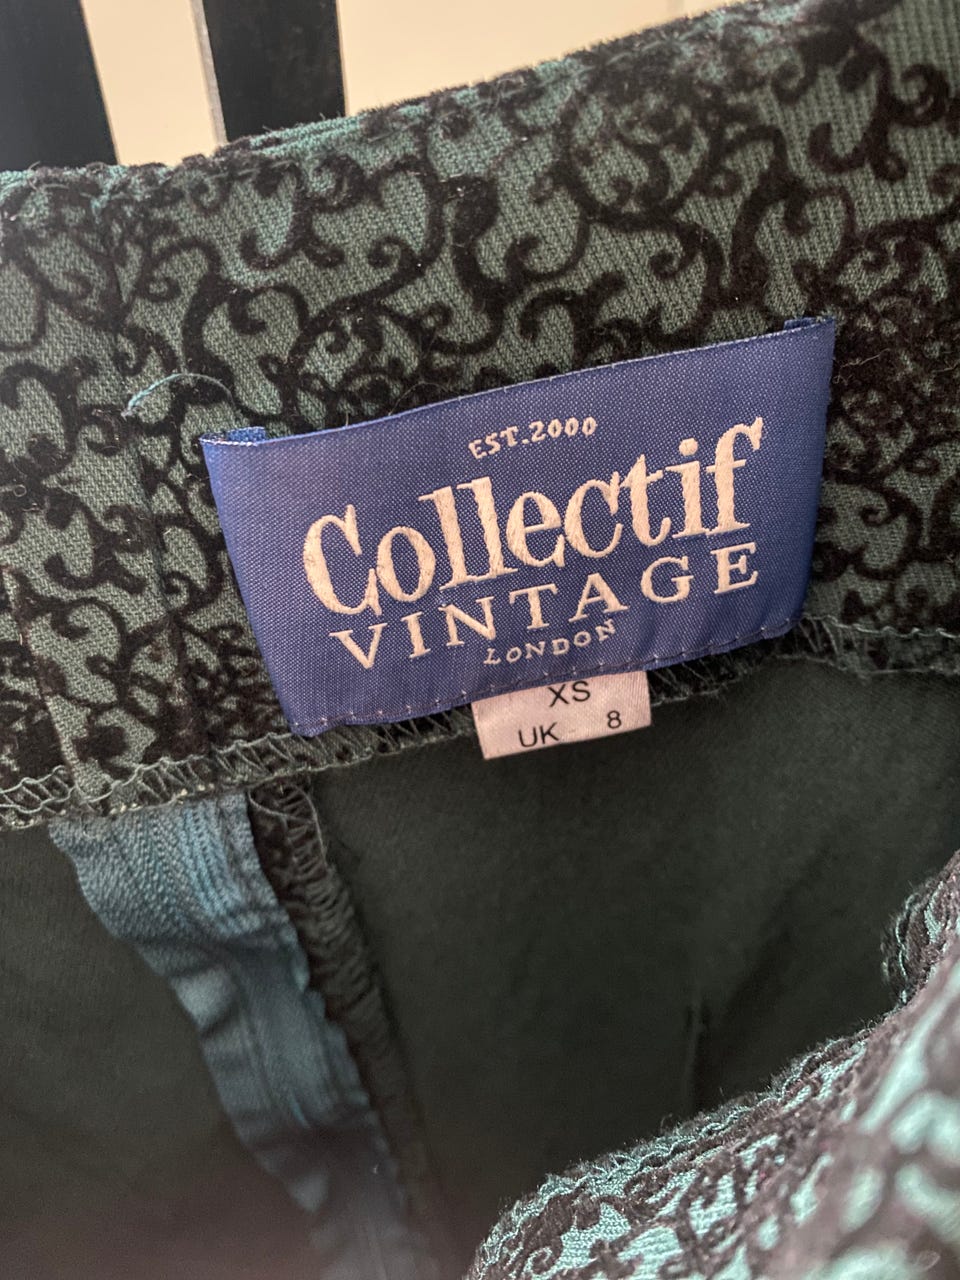 EST.2000
Collectif
VINTAGE
LONDON
XS
UK 8